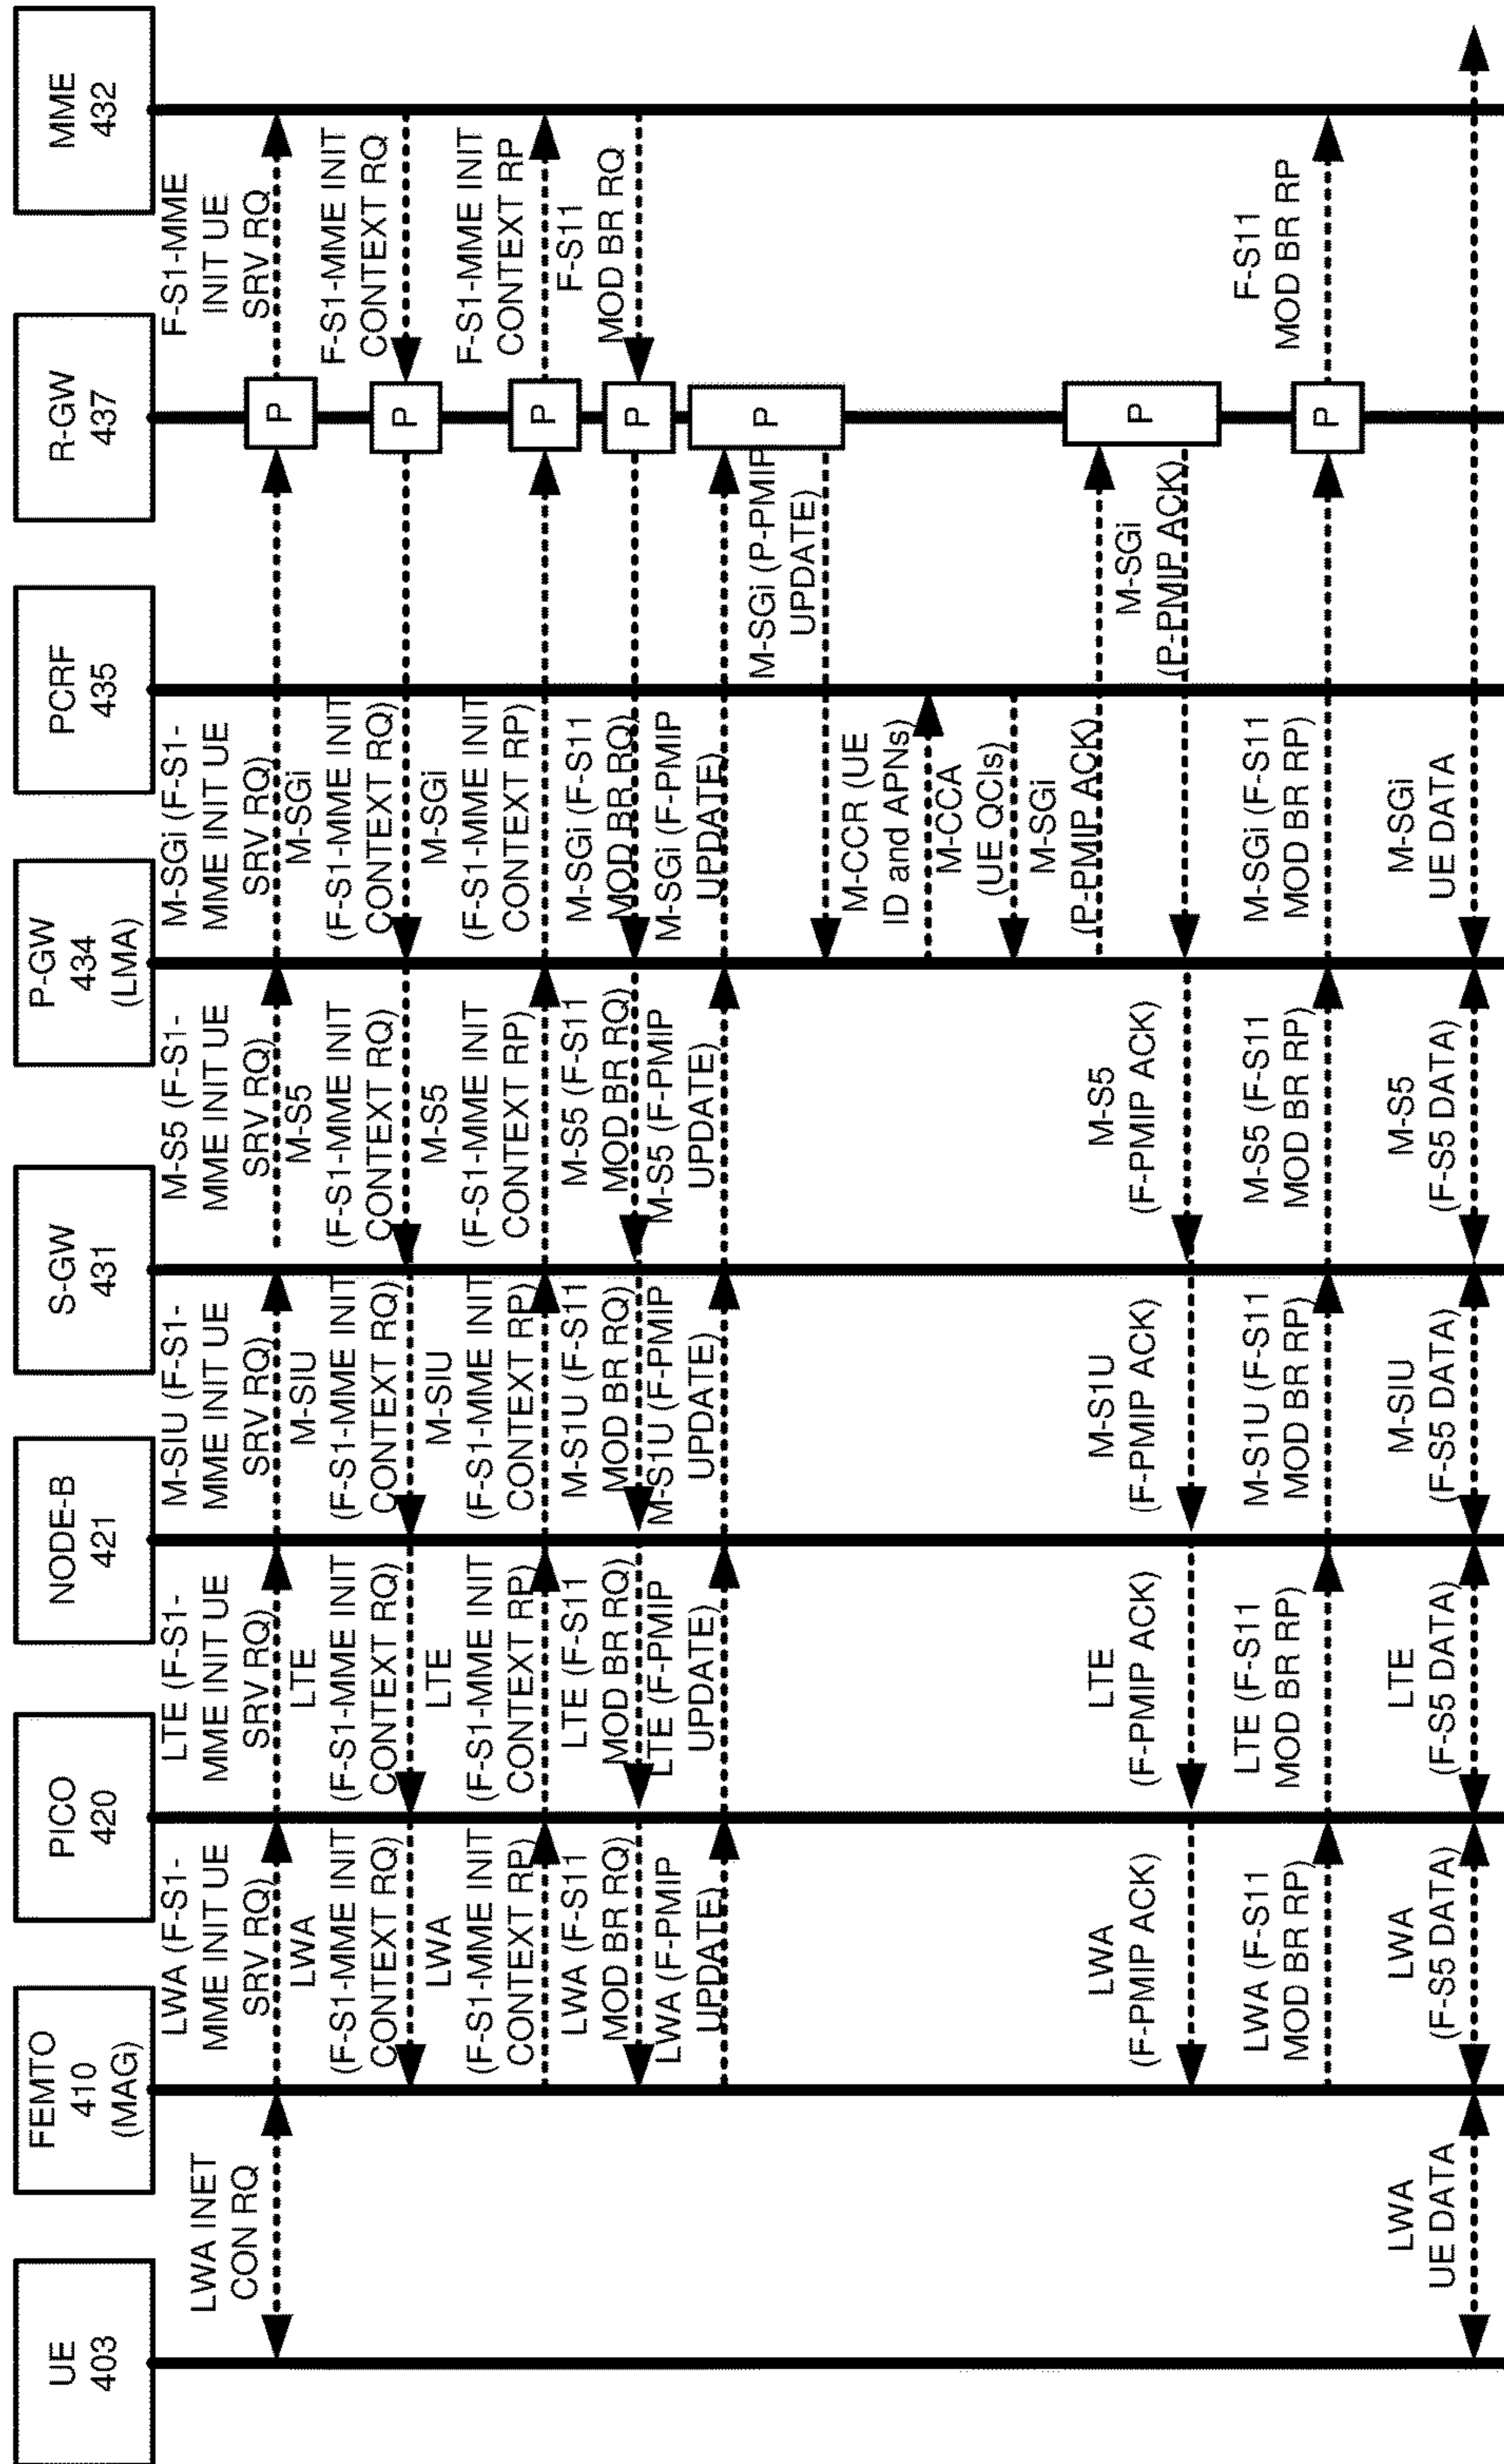 UE
403
FEMTO
410
(MAG)
PICO
420
NODE-B
421
S-GW
431
P-GW
434
(LMA)
PCRF
435
R-GW
437
MME
432
LWA INET
CON RQ
LWA (F-S1-
MME INIT UE
SRV RQ)
LTE (F-S1-
MME INIT UE
SRV RQ)
M-SIU (F-S1-
MME INIT UE
SRV RQ)
M-S5 (F-S1-
MME INIT UE
SRV RQ)
M-SGi (F-S1-
MME INIT UE
SRV RQ)
P
F-S1-MME
INIT UE
SRV RQ
LWA
(F-S1-MME INIT
CONTEXT RQ)
LTE
(F-S1-MME INIT
CONTEXT RQ)
M-SIU
(F-S1-MME INIT
CONTEXT RQ)
M-S5
(F-S1-MME INIT
CONTEXT RQ)
M-SGi
(F-S1-MME INIT
CONTEXT RQ)
P
F-S1-MME INIT
CONTEXT RQ
LWA
(F-S1-MME INIT
CONTEXT RP)
LTE
(F-S1-MME INIT
CONTEXT RP)
M-SIU
(F-S1-MME INIT
CONTEXT RP)
M-S5
(F-S1-MME INIT
CONTEXT RP)
M-SGi
(F-S1-MME INIT
CONTEXT RP)
P
F-S1-MME INIT
CONTEXT RP
LWA (F-S11
MOD BR RQ)
LTE (F-S11
MOD BR RQ)
M-S1U (F-S11
MOD BR RQ)
M-S5 (F-S11
MOD BR RQ)
M-SGi (F-S11
MOD BR RQ)
P
F-S11
MOD BR RQ
LWA (F-PMIP
UPDATE)
LTE (F-PMIP
UPDATE)
M-S1U (F-PMIP
UPDATE)
M-S5 (F-PMIP
UPDATE)
M-SGi (F-PMIP
UPDATE)
P
M-SGi (P-PMIP
UPDATE)
M-CCR (UE
ID and APNs)
M-CCA
(UE QCIs)
M-SGi
(P-PMIP ACK)
P
M-SGi
(P-PMIP ACK)
LWA
(F-PMIP ACK)
LTE
(F-PMIP ACK)
M-S1U
(F-PMIP ACK)
M-S5
(F-PMIP ACK)
LWA (F-S11
MOD BR RP)
LTE (F-S11
MOD BR RP)
M-S1U (F-S11
MOD BR RP)
M-S5 (F-S11
MOD BR RP)
M-SGi (F-S11
MOD BR RP)
P
F-S11
MOD BR RP
LWA
UE DATA
LWA
(F-S5 DATA)
LTE
(F-S5 DATA)
M-SIU
(F-S5 DATA)
M-S5
(F-S5 DATA)
M-SGi
UE DATA